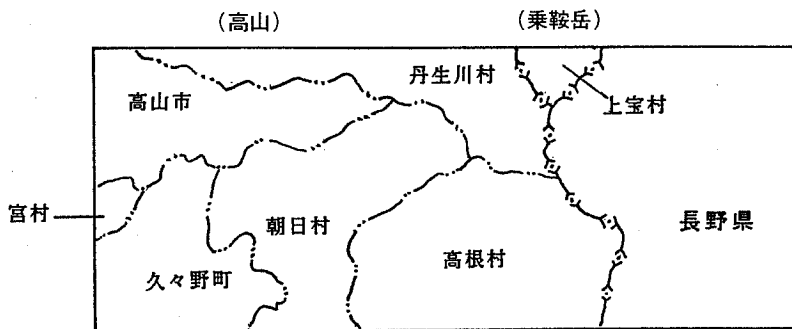 （高山）
（乗鞍岳）
丹生川村
高山市
上宝村
宮村
朝日村
長野県
高根村
久々野町